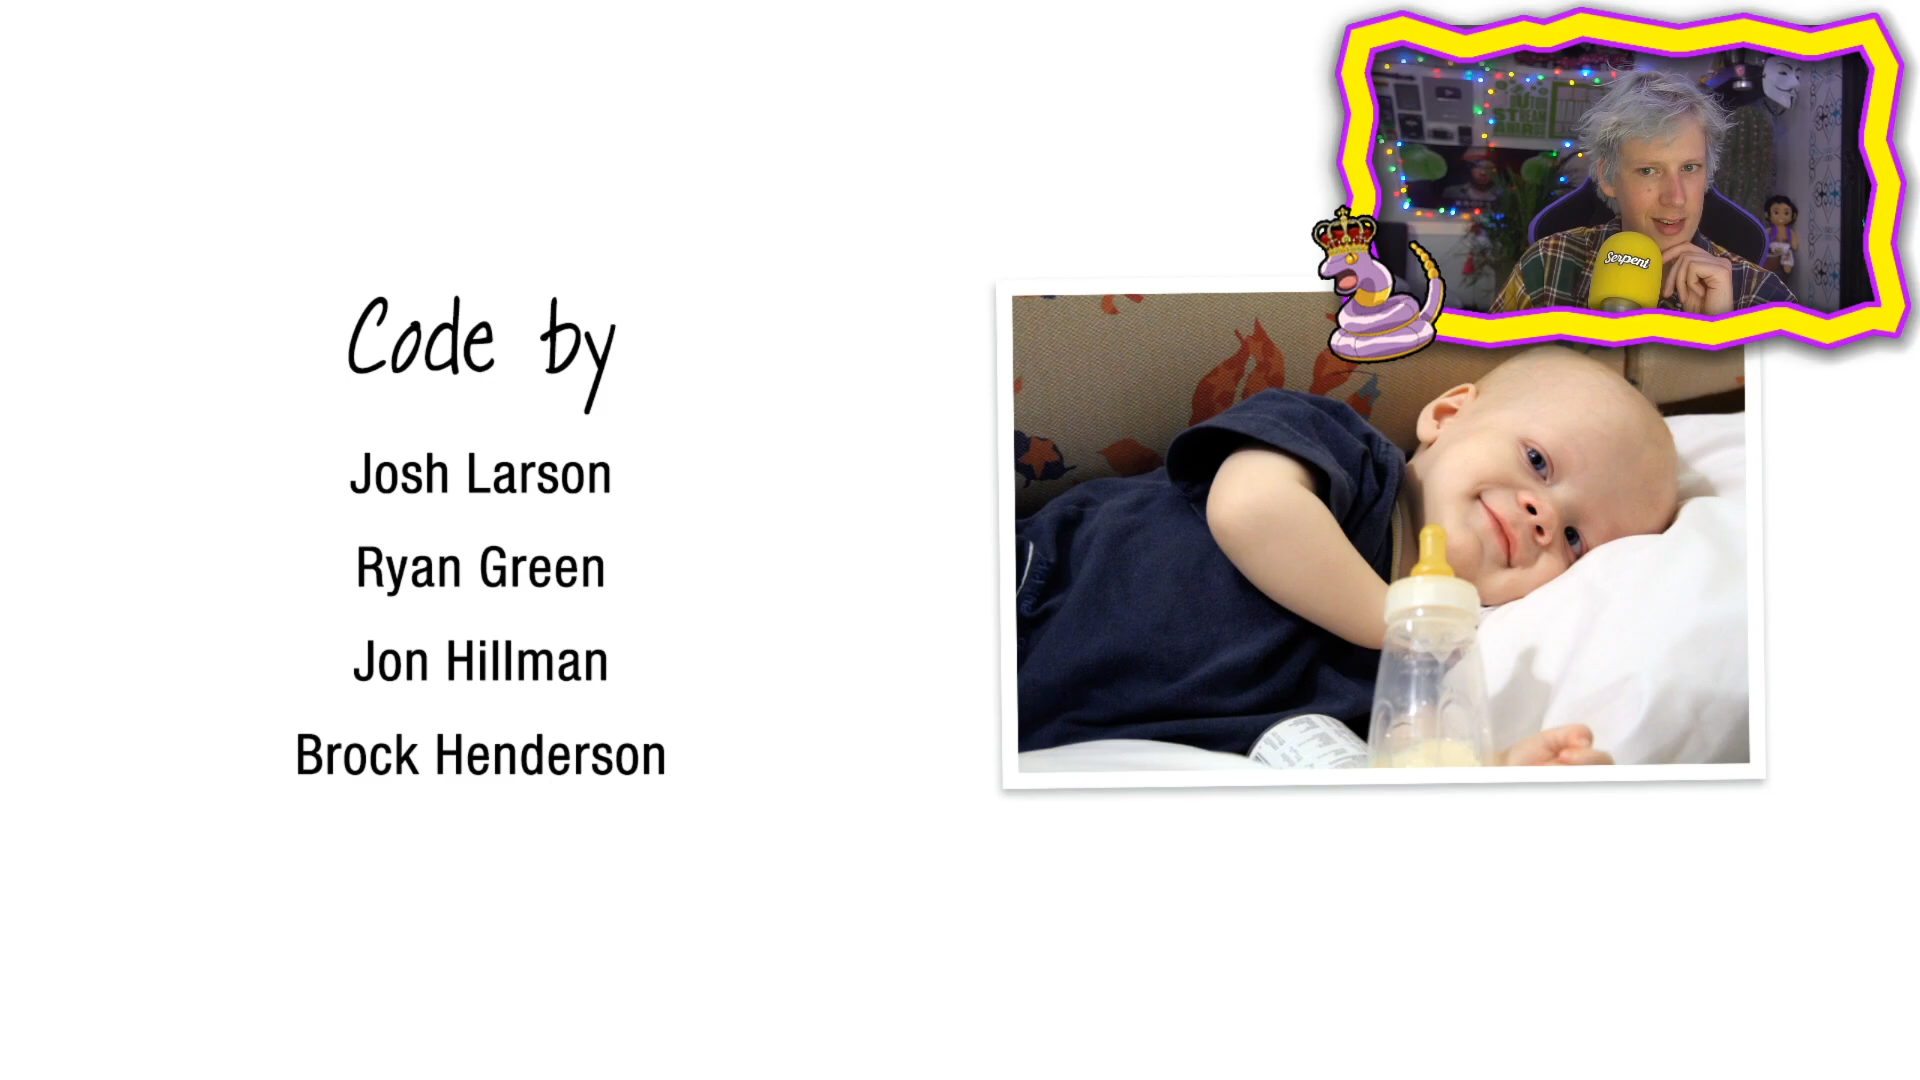 Code by
Josh Larson
Ryan Green
Jon Hillman
Brock Henderson
Serpent